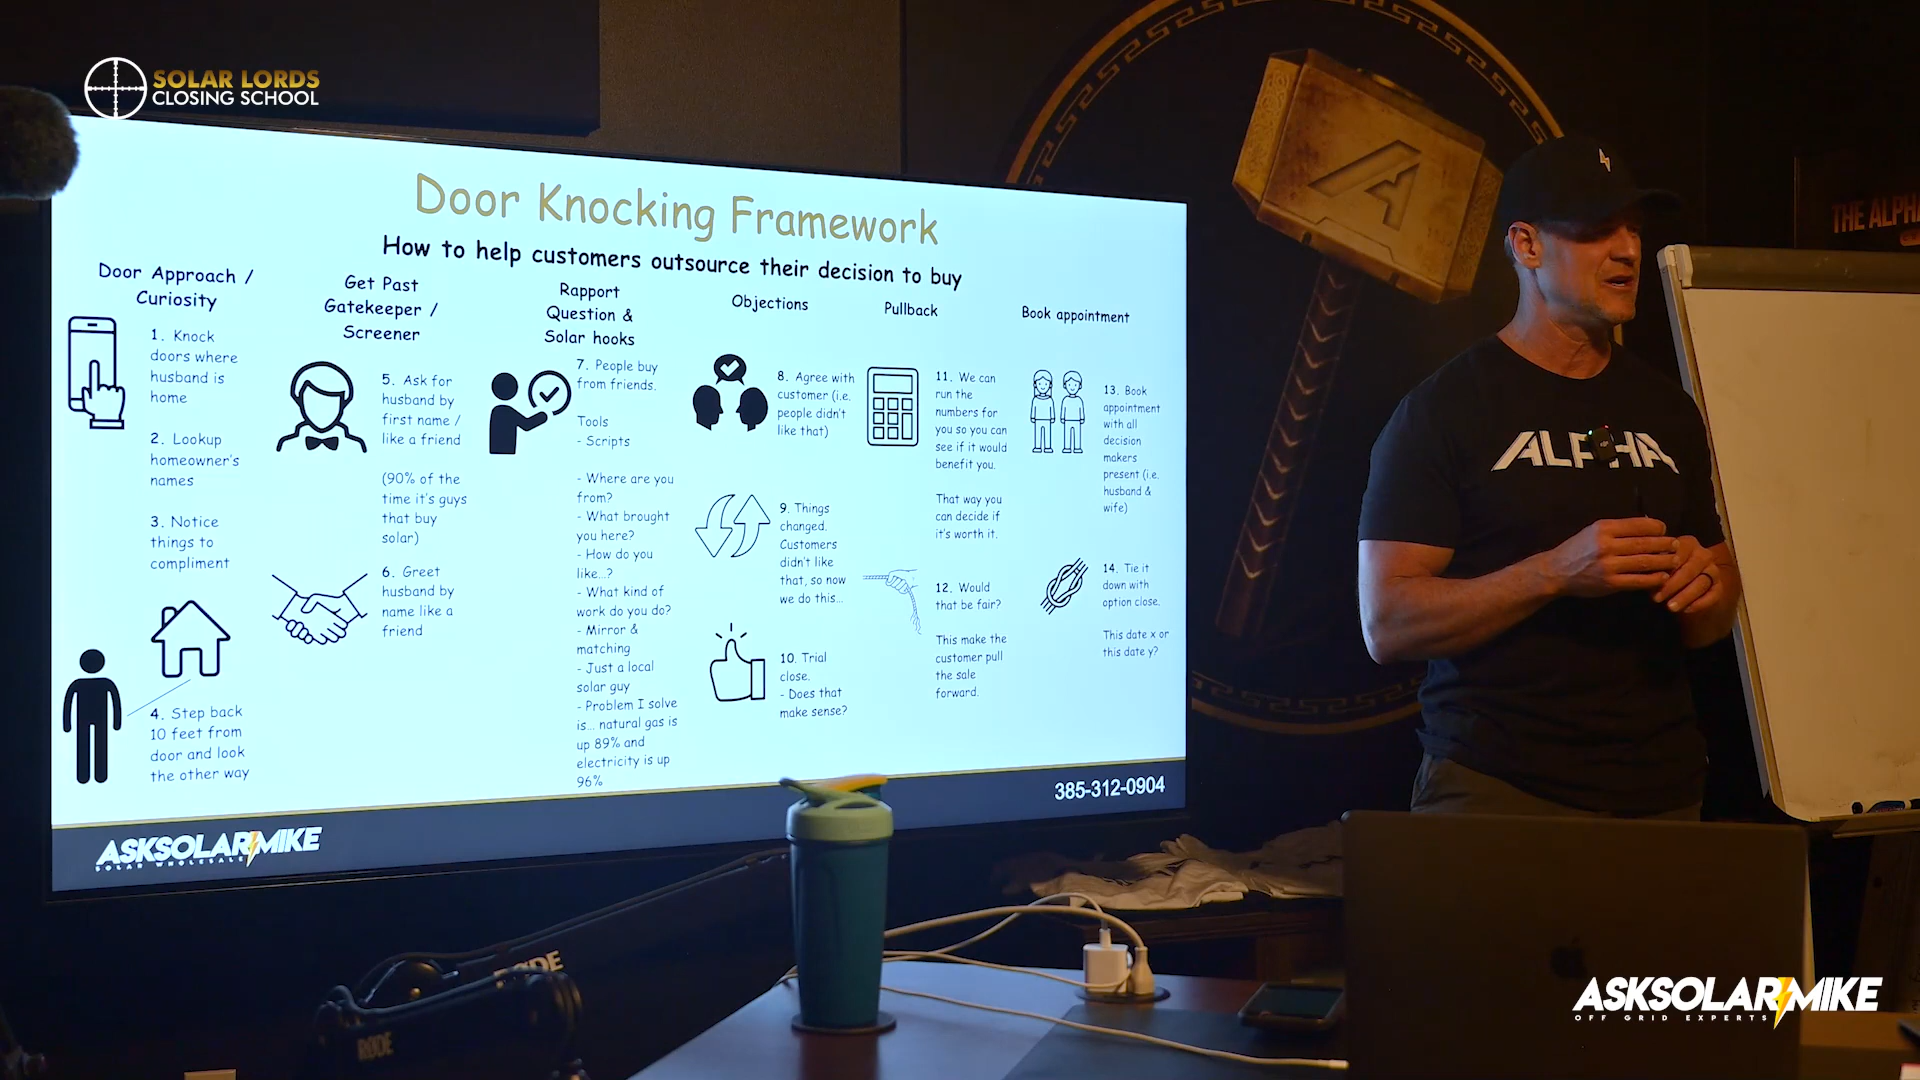 SOLAR LORDS
CLOSING SCHOOL
Door Knocking Framework
How to help customers outsource their decision to buy
Door Approach /
Curiosity
1. Knock
doors where
husband is
home
2. Lookup
homeowner's
names
3. Notice
things to
compliment
4. Step back
10 feet from
door and look
the other way
Get Past
Gatekeeper /
Screener
5. Ask for
husband by
first name /
like a friend
(90% of the
time it's guys
that buy
solar)
6. Greet
husband by
name like a
friend
Rapport
Question &
Solar hooks
7. People buy
from friends.
Tools
- Scripts
- Where are you
from?
- What brought
you here?
- How do you
like...?
- What kind of
work do you do?
- Mirror &
matching
- Just a local
solar guy
- Problem I solve
is... natural gas is
up 89% and
electricity is up
96%
Objections
8. Agree with
customer (i.e.
people didn't
like that)
9. Things
changed.
Customers
didn't like
that, so now
we do this...
10. Trial
close.
- Does that
make sense?
Pullback
11. We can
run the
numbers for
you so you can
see if it would
benefit you.
That way you
can decide if
it's worth it.
12. Would
that be fair?
This make the
customer pull
the sale
forward.
Book appointment
13. Book
appointment
with all
decision
makers
present (i.e.
husband &
wife)
14. Tie it
down with
option close.
This date x or
this date y?
385-312-0904
ASKSOLARMIKE
SOLAR WHOLESALE
A
THE ALPHA
ALPHA
RODE
RODE
ASKSOLARMIKE
OFF GRID EXPERTS